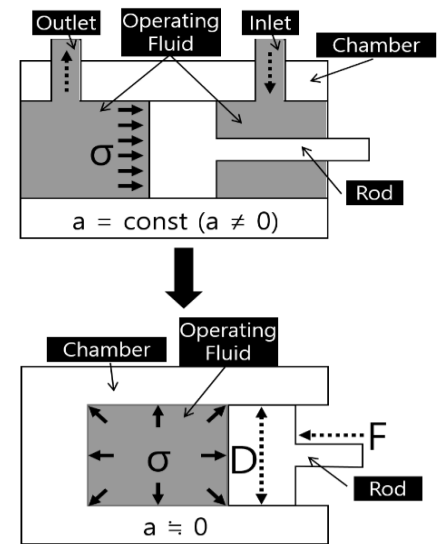 Outlet
Operating
Fluid
Inlet
Chamber
σ
Rod
a = const (a ≠ 0)
Chamber
Operating
Fluid
σ
D
F
Rod
a ≒ 0